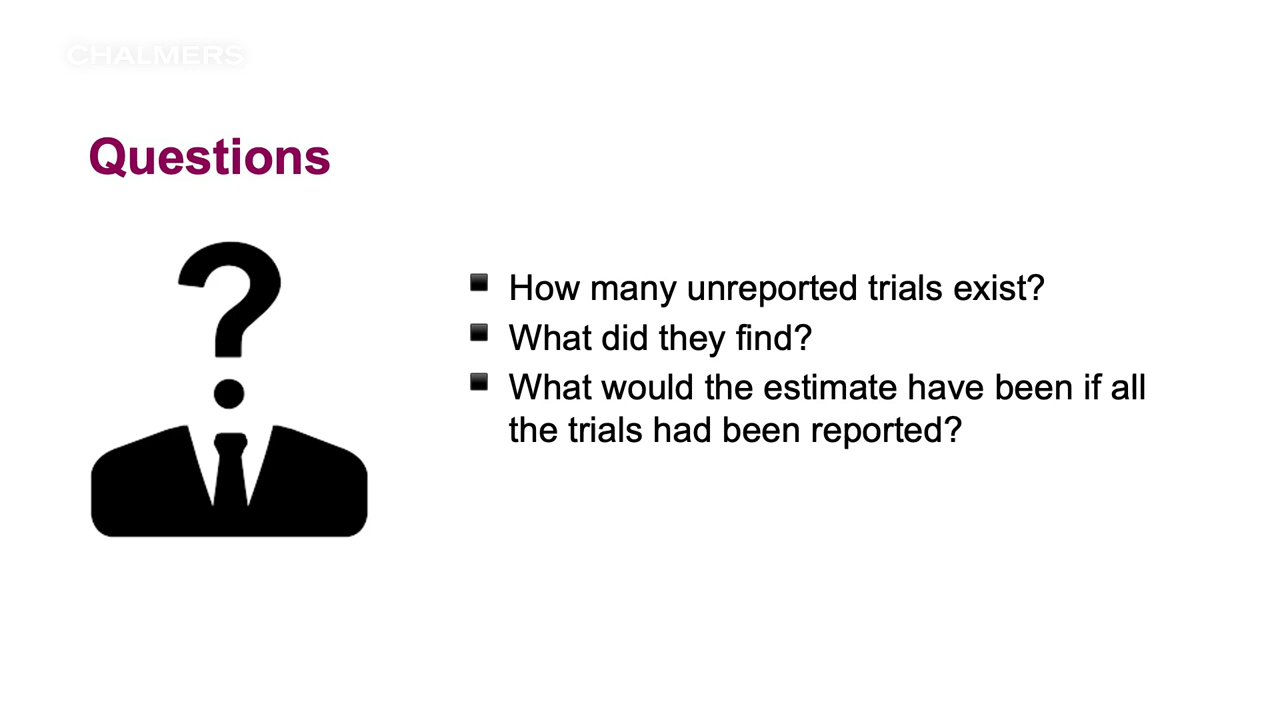 CHALMERS
Questions
How many unreported trials exist?
What did they find?
What would the estimate have been if all
the trials had been reported?